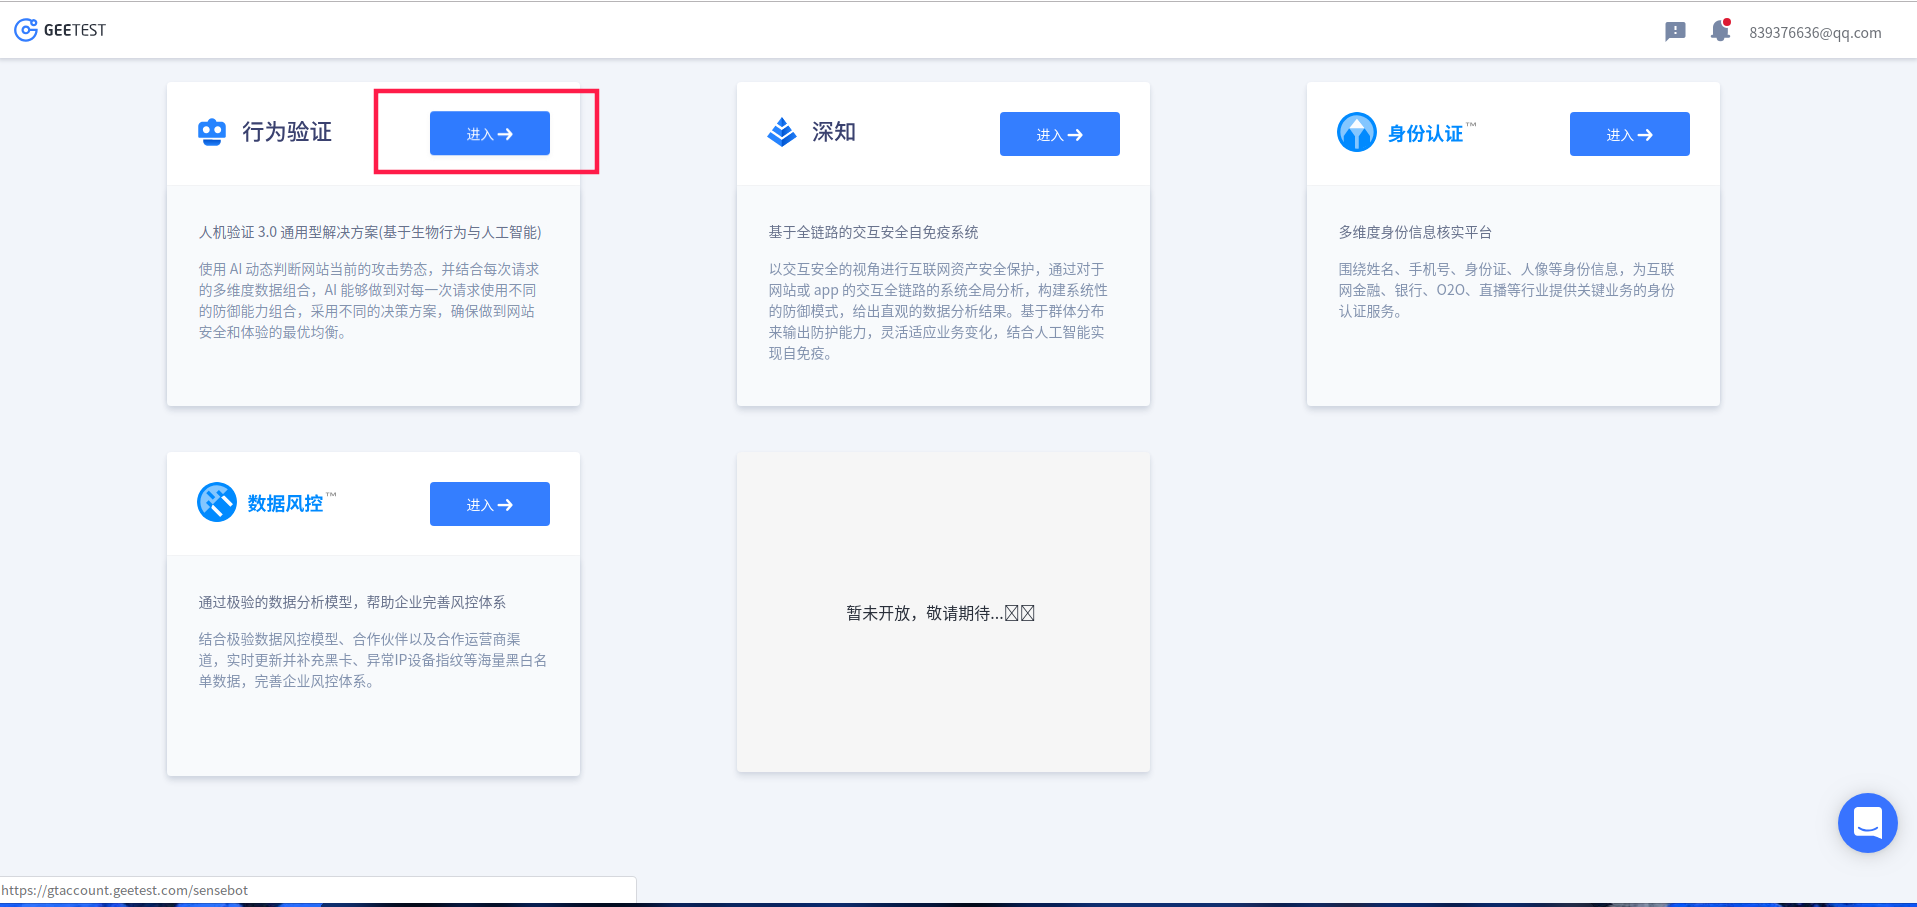 GEETEST
839376636@qq.com
行为验证
进入
人机验证 3.0 通用型解决方案(基于生物行为与人工智能)
使用 AI 动态判断网站当前的攻击势态，并结合每次请求
的多维度数据组合，AI 能够做到对每一次请求使用不同
的防御能力组合，采用不同的决策方案，确保做到网站
安全和体验的最优均衡。
深知
进入
基于全链路的交互安全自免疫系统
以交互安全的视角进行互联网资产安全保护，通过对于
网站或 app 的交互全链路的系统全局分析，构建系统性
的防御模式，给出直观的数据分析结果。基于群体分布
来输出防护能力，灵活适应业务变化，结合人工智能实
现自免疫。
身份认证™
进入
多维度身份信息核实平台
围绕姓名、手机号、身份证、人像等身份信息，为互联
网金融、银行、O2O、直播等行业提供关键业务的身份
认证服务。
数据风控™
进入
通过极验的数据分析模型，帮助企业完善风控体系
结合极验数据风控模型、合作伙伴以及合作运营商渠
道，实时更新并补充黑卡、异常IP设备指纹等海量黑白名
单数据，完善企业风控体系。
暂未开放，敬请期待...
https://gtaccount.geetest.com/sensebot